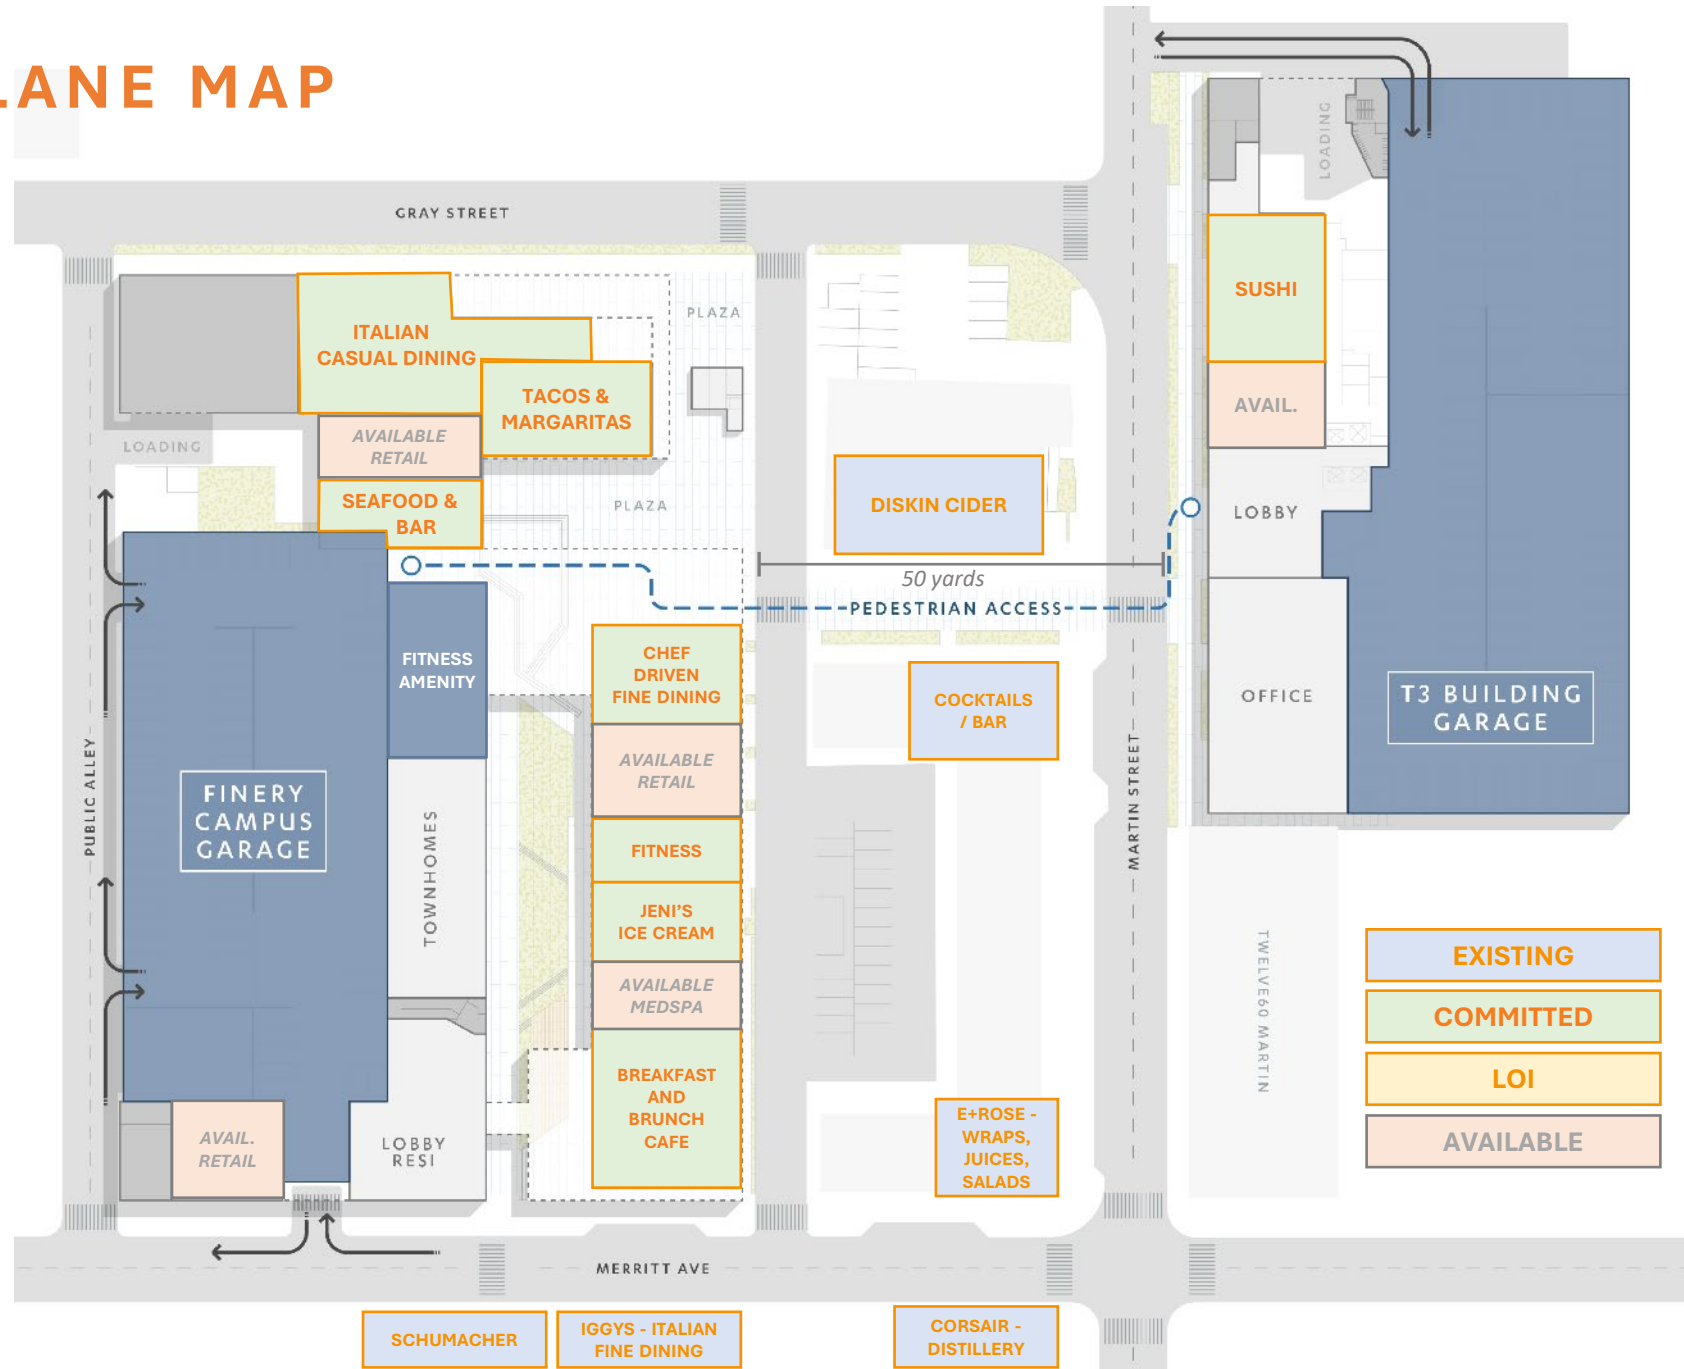 LANE MAP
GRAY STREET
LOADING
SUSHI
PLAZA
ITALIAN
CASUAL DINING
TACOS &
MARGARITAS
AVAIL.
AVAILABLE
RETAIL
LOADING
SEAFOOD &
BAR
PLAZA
DISKIN CIDER
LOBBY
50 yards
PEDESTRIAN ACCESS
FITNESS
AMENITY
CHEF
DRIVEN
FINE DINING
COCKTAILS
/ BAR
OFFICE
T3 BUILDING
GARAGE
AVAILABLE
RETAIL
PUBLIC ALLEY
FINERY
CAMPUS
GARAGE
TOWNHOMES
MARTIN STREET
FITNESS
JENI'S
ICE CREAM
AVAILABLE
MEDSPA
TWELVE60 MARTIN
EXISTING
COMMITTED
LOI
AVAILABLE
BREAKFAST
AND
BRUNCH
CAFE
E+ROSE -
WRAPS,
JUICES,
SALADS
AVAIL.
RETAIL
LOBBY
RESI
MERRITT AVE
SCHUMACHER
IGGYS - ITALIAN
FINE DINING
CORSAIR -
DISTILLERY